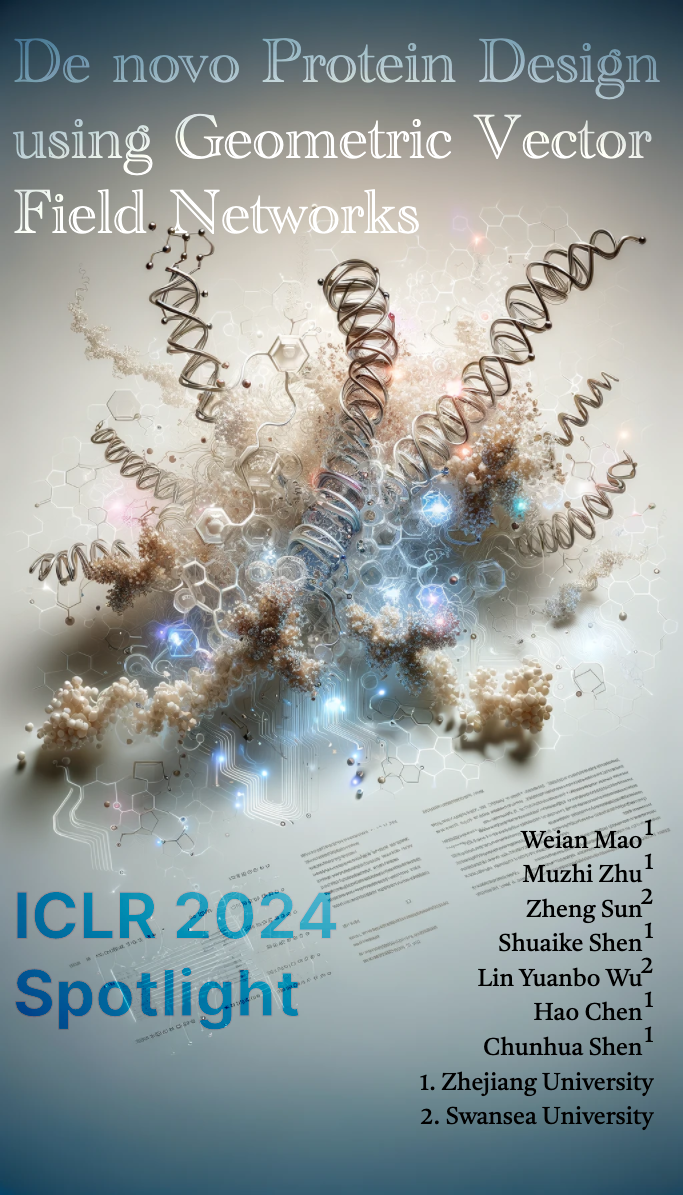 De novo Protein Design
using Geometric Vector
Field Networks
Weian Mao1
Muzhi Zhu1
Zheng Sun2
Shuaike Shen1
Lin Yuanbo Wu2
Hao Chen1
Chunhua Shen1
1. Zhejiang University
2. Swansea University
ICLR 2024
Spotlight